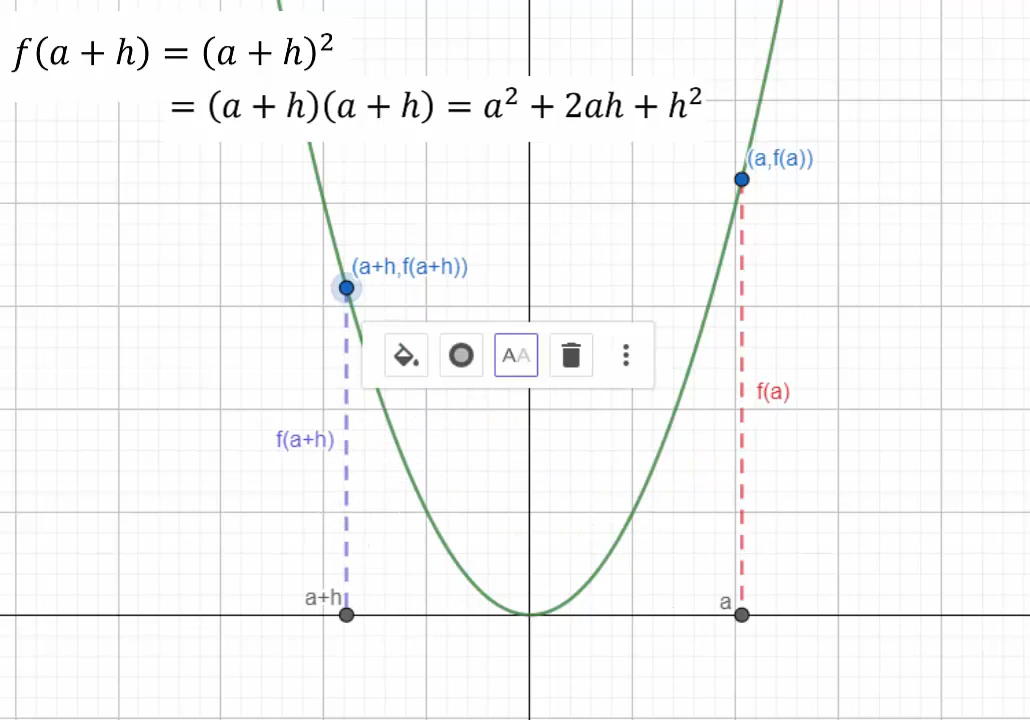 f(a + h) = (a + h)²
= (a + h)(a + h) = a² + 2ah + h²
(a,f(a))
(a+h,f(a+h))
AA
f(a)
f(a+h)
a+h
a